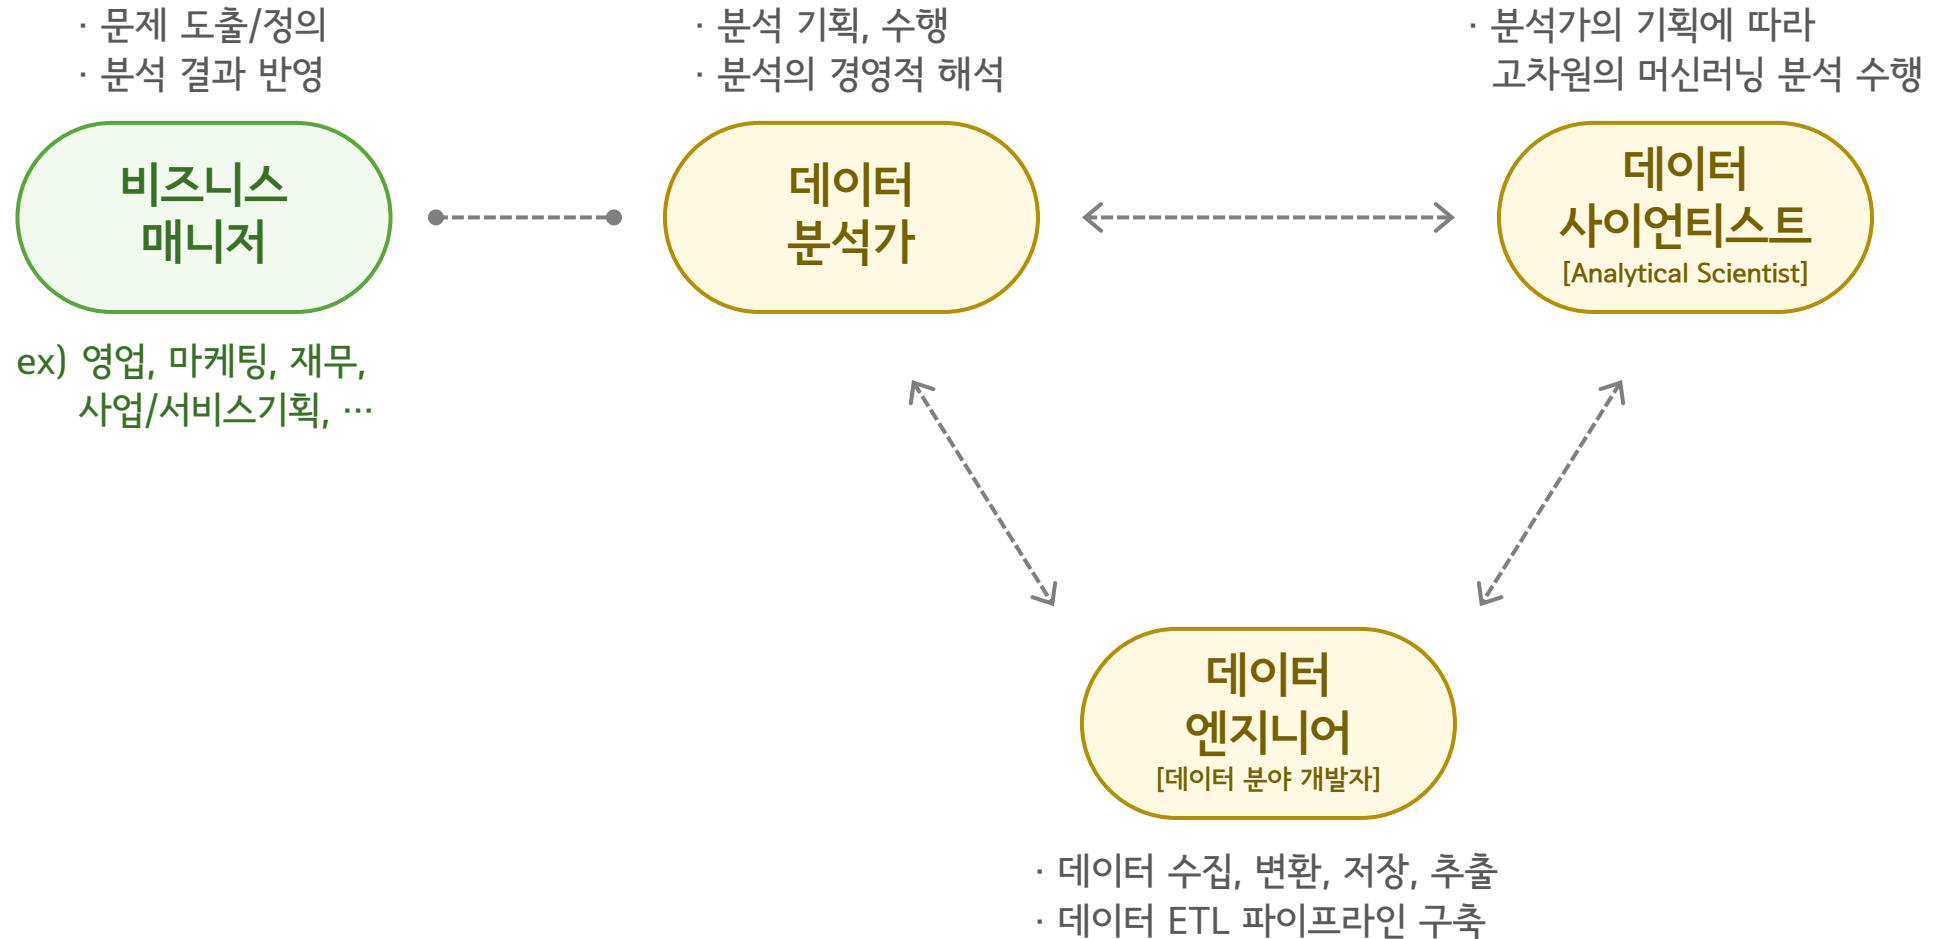 · 문제 도출/정의
· 분석 결과 반영
비즈니스
매니저
ex) 영업, 마케팅, 재무,
사업/서비스기획, ···
· 분석 기획, 수행
· 분석의 경영적 해석
데이터
분석가
· 분석가의 기획에 따라
고차원의 머신러닝 분석 수행
데이터
사이언티스트
[Analytical Scientist]
데이터
엔지니어
[데이터 분야 개발자]
· 데이터 수집, 변환, 저장, 추출
· 데이터 ETL 파이프라인 구축